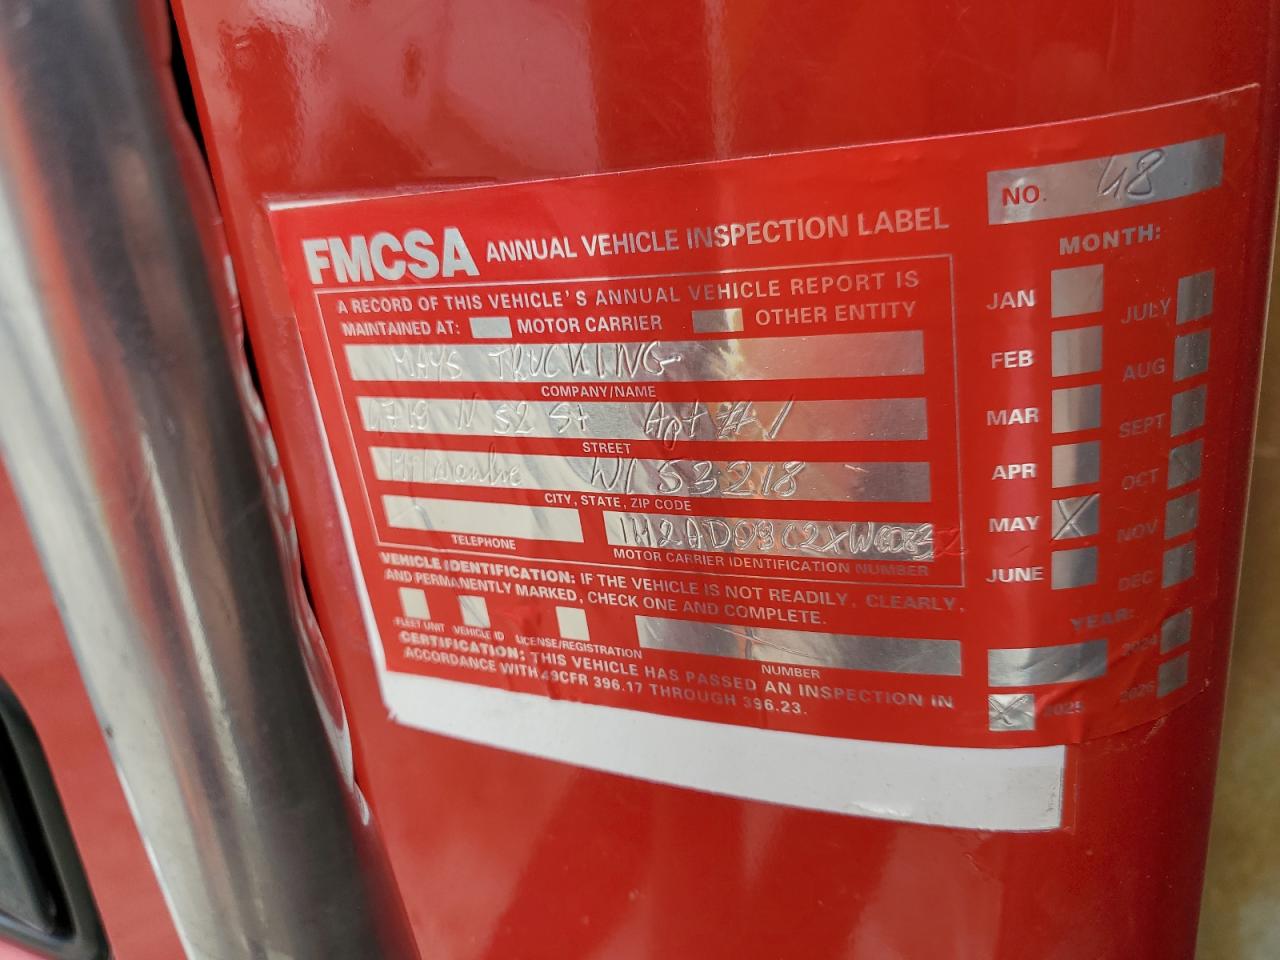 NO. 48
FMCSA ANNUAL VEHICLE INSPECTION LABEL
A RECORD OF THIS VEHICLE'S ANNUAL VEHICLE REPORT IS
MAINTAINED AT: MOTOR CARRIER OTHER ENTITY
MAYS TRUCKING
COMPANY/NAME
4719 N 52 St Apt #1
STREET
Milwaukee WI 53218
CITY, STATE, ZIP CODE
TELEPHONE
MOTOR CARRIER IDENTIFICATION NUMBER
VEHICLE IDENTIFICATION: IF THE VEHICLE IS NOT READILY, CLEARLY,
AND PERMANENTLY MARKED, CHECK ONE AND COMPLETE.
FLEET UNIT VEHICLE ID LICENSE/REGISTRATION
NUMBER
CERTIFICATION: THIS VEHICLE HAS PASSED AN INSPECTION IN
ACCORDANCE WITH 49CFR 396.17 THROUGH 396.23.
MONTH:
JAN JULY
FEB AUG
MAR SEPT
APR OCT
MAY X NOV
JUNE DEC
YEAR:
2024
X 2025 2026